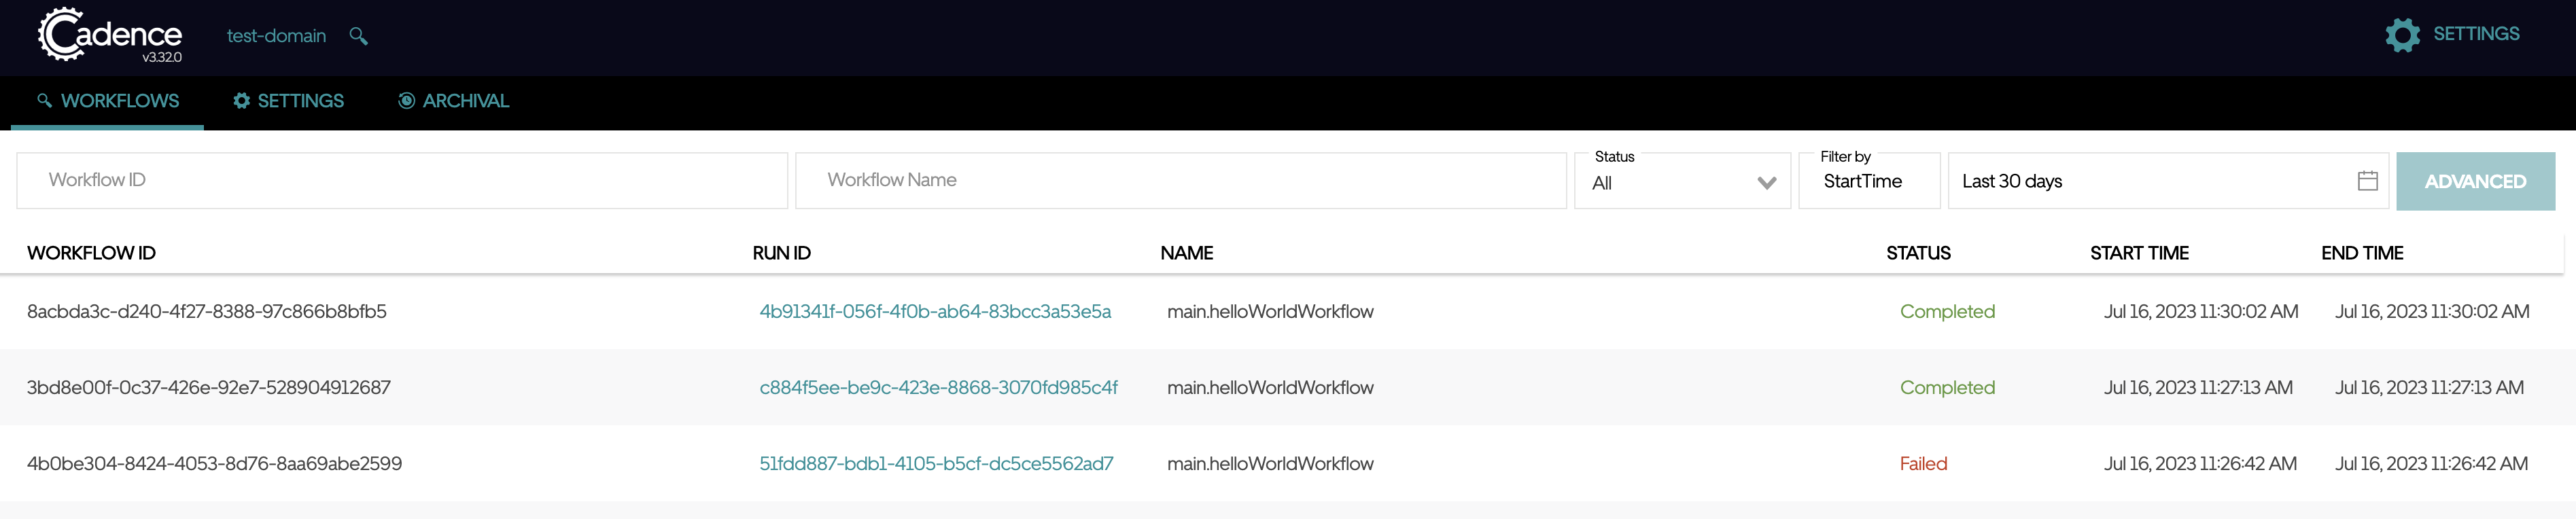 Cadence
v3.32.0
test-domain
SETTINGS
WORKFLOWS SETTINGS ARCHIVAL
Workflow ID
Workflow Name
Status
All
Filter by
StartTime
Last 30 days
ADVANCED
WORKFLOW ID RUN ID NAME STATUS START TIME END TIME
8acbda3c-d240-4f27-8388-97c866b8bfb5 4b91341f-056f-4f0b-ab64-83bcc3a53e5a main.helloWorldWorkflow Completed Jul 16, 2023 11:30:02 AM Jul 16, 2023 11:30:02 AM
3bd8e00f-0c37-426e-92e7-528904912687 c884f5ee-be9c-423e-8868-3070fd985c4f main.helloWorldWorkflow Completed Jul 16, 2023 11:27:13 AM Jul 16, 2023 11:27:13 AM
4b0be304-8424-4053-8d76-8aa69abe2599 51fdd887-bdb1-4105-b5cf-dc5ce5562ad7 main.helloWorldWorkflow Failed Jul 16, 2023 11:26:42 AM Jul 16, 2023 11:26:42 AM